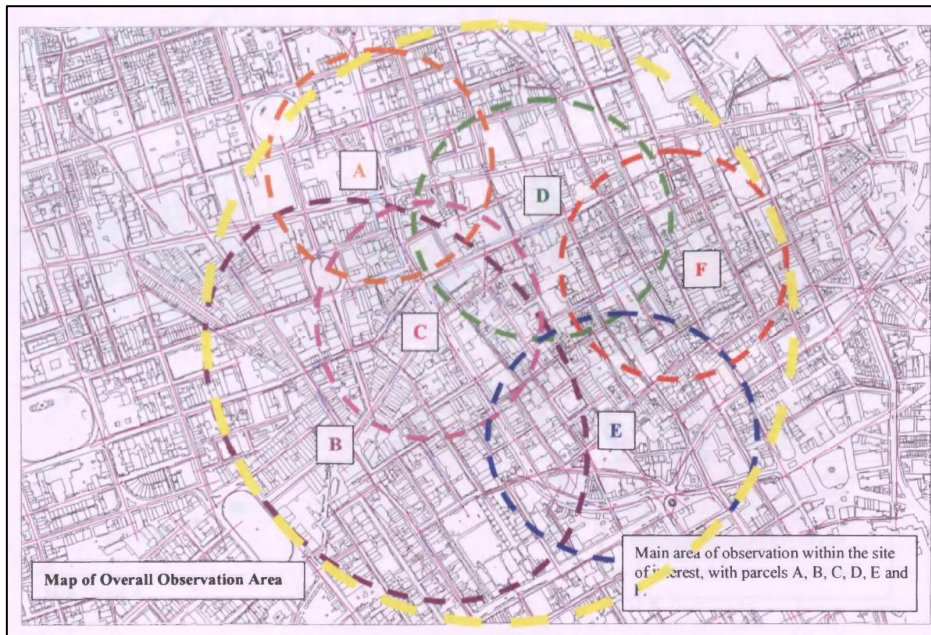 A
D
F
C
B
E
Map of Overall Observation Area
Main area of observation within the site
of interest, with parcels A, B, C, D, E and
F.